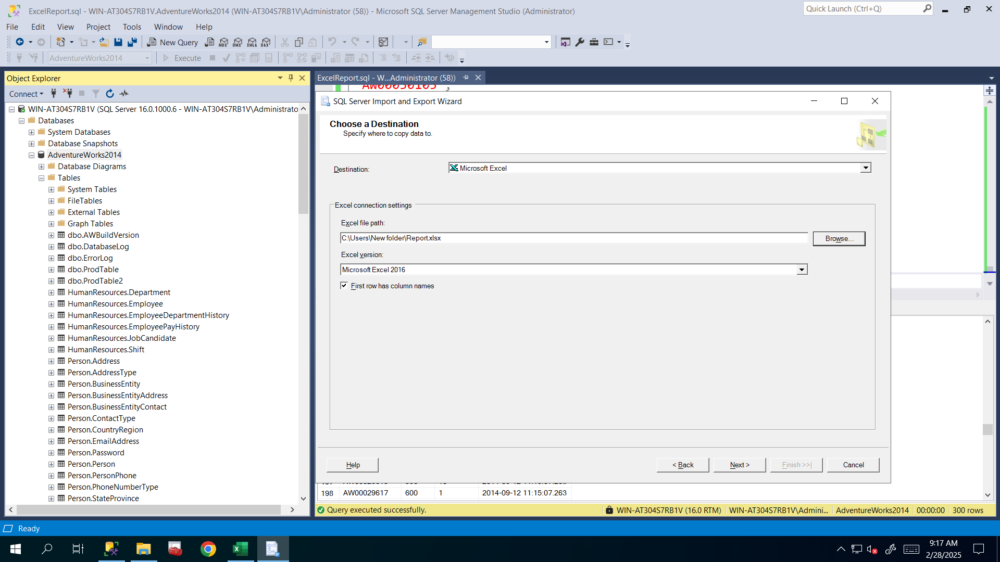 ExcelReport.sql - WIN-AT304S7RB1V.AdventureWorks2014 (WIN-AT304S7RB1V\Administrator (58)) - Microsoft SQL Server Management Studio (Administrator)
Quick Launch (Ctrl+Q)
File Edit View Project Tools Window Help
New Query MDX DMX XMLA DAX
AdventureWorks2014 Execute
Object Explorer
Connect
WIN-AT304S7RB1V (SQL Server 16.0.1000.6 - WIN-AT304S7RB1V\Administrato
Databases
System Databases
Database Snapshots
AdventureWorks2014
Database Diagrams
Tables
System Tables
FileTables
External Tables
Graph Tables
dbo.AWBuildVersion
dbo.DatabaseLog
dbo.ErrorLog
dbo.ProdTable
dbo.ProdTable2
HumanResources.Department
HumanResources.Employee
HumanResources.EmployeeDepartmentHistory
HumanResources.EmployeePayHistory
HumanResources.JobCandidate
HumanResources.Shift
Person.Address
Person.AddressType
Person.BusinessEntity
Person.BusinessEntityAddress
Person.BusinessEntityContact
Person.ContactType
Person.CountryRegion
Person.EmailAddress
Person.Password
Person.Person
Person.PersonPhone
Person.PhoneNumberType
Person.StateProvince
ExcelReport.sql - W...Administrator (58))
SQL Server Import and Export Wizard
Choose a Destination
Specify where to copy data to.
Destination: Microsoft Excel
Excel connection settings
Excel file path:
C:\Users\New folder\Report.xlsx Browse...
Excel version:
Microsoft Excel 2016
First row has column names
Help < Back Next > Finish >>| Cancel
198 AW00029617 600 1 2014-09-12 11:15:07.263
Query executed successfully. WIN-AT304S7RB1V (16.0 RTM) WIN-AT304S7RB1V\Admini... AdventureWorks2014 00:00:00 300 rows
Ready
9:17 AM
2/28/2025